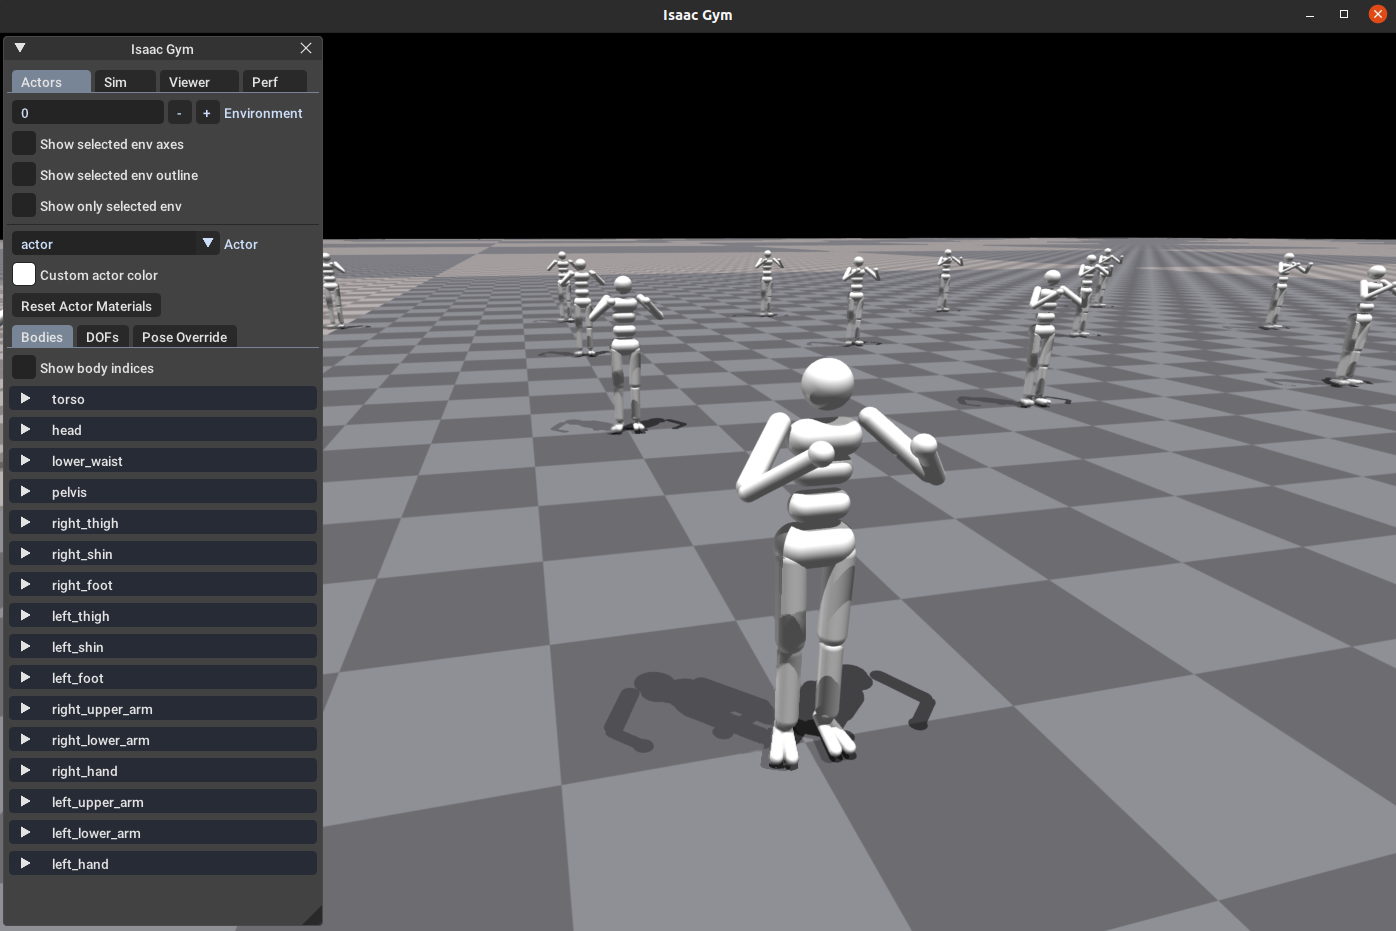 Isaac Gym
Isaac Gym
Actors Sim Viewer Perf
0 - + Environment
Show selected env axes
Show selected env outline
Show only selected env
actor Actor
Custom actor color
Reset Actor Materials
Bodies DOFs Pose Override
Show body indices
torso
head
lower_waist
pelvis
right_thigh
right_shin
right_foot
left_thigh
left_shin
left_foot
right_upper_arm
right_lower_arm
right_hand
left_upper_arm
left_lower_arm
left_hand